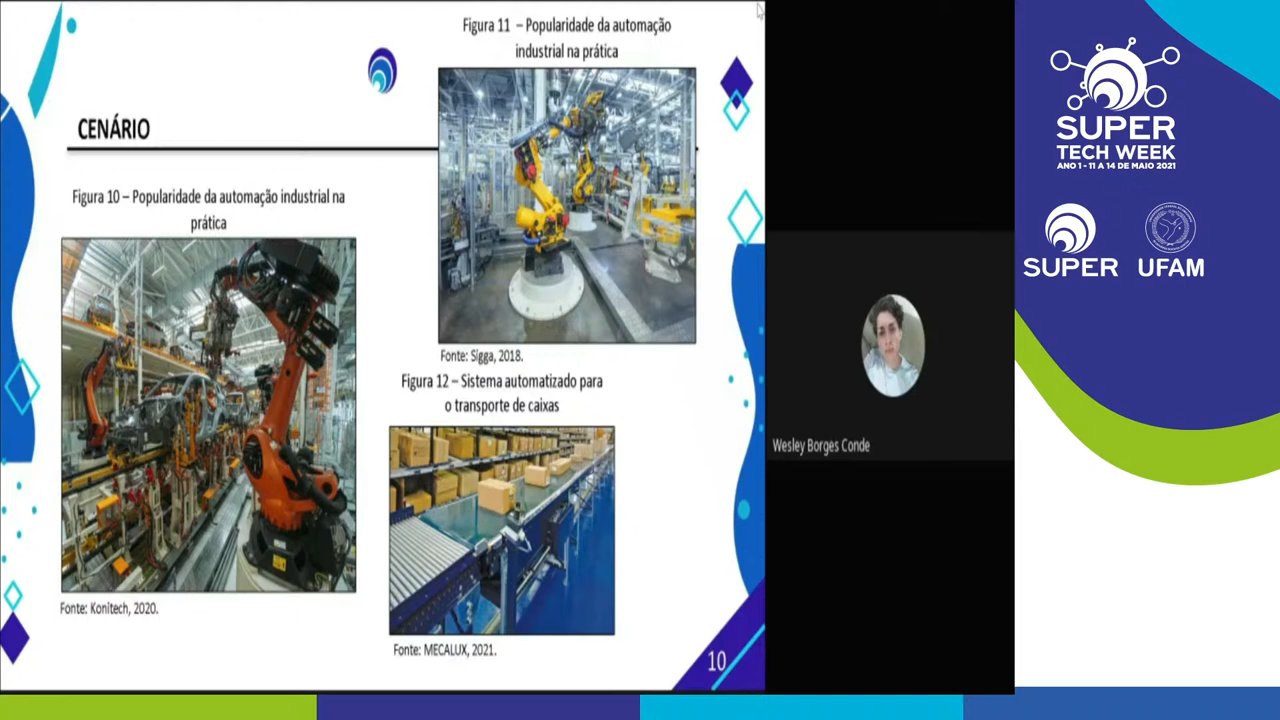 CENÁRIO
Figura 10 – Popularidade da automação industrial na
prática
Fonte: Konitech, 2020.
Figura 11 – Popularidade da automação
industrial na prática
Fonte: Sigga, 2018.
Figura 12 – Sistema automatizado para
o transporte de caixas
Fonte: MECALUX, 2021.
10
Wesley Borges Conde
SUPER
TECH WEEK
ANO 1 - 11 A 14 DE MAIO 2021
SUPER
UFAM